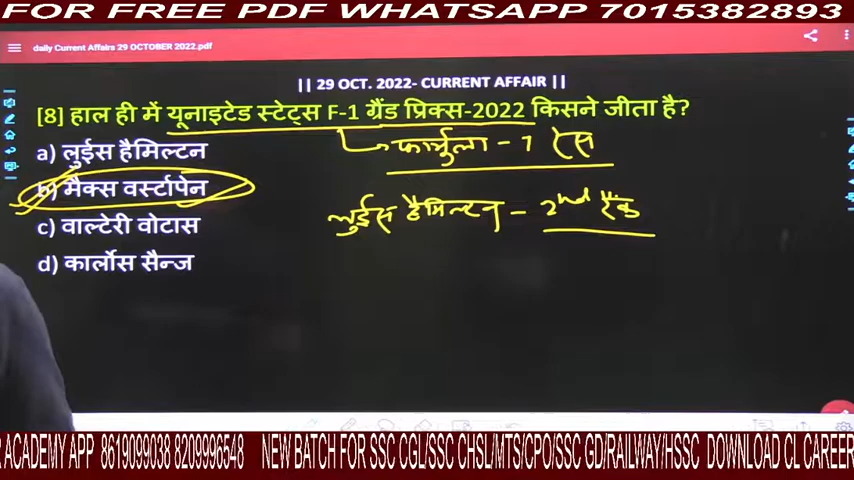 FOR FREE PDF WHATSAPP 7015382893
daily Current Affairs 29 OCTOBER 2022.pdf
|| 29 OCT. 2022- CURRENT AFFAIR ||
[8] हाल ही में यूनाइटेड स्टेट्स F-1 ग्रैंड प्रिक्स-2022 किसने जीता है?
a) लुईस हैमिल्टन
फार्मुला - 1 रेस
b) मैक्स वर्स्टापेन
लुईस हैमिल्टन - 2nd रैंक
c) वाल्टेरी वोटास
d) कार्लोस सैन्ज
ACADEMY APP 8619099038 8209996548 NEW BATCH FOR SSC CGL/SSC CHSL/MTS/CPO/SSC GD/RAILWAY/HSSC DOWNLOAD CL CAREER